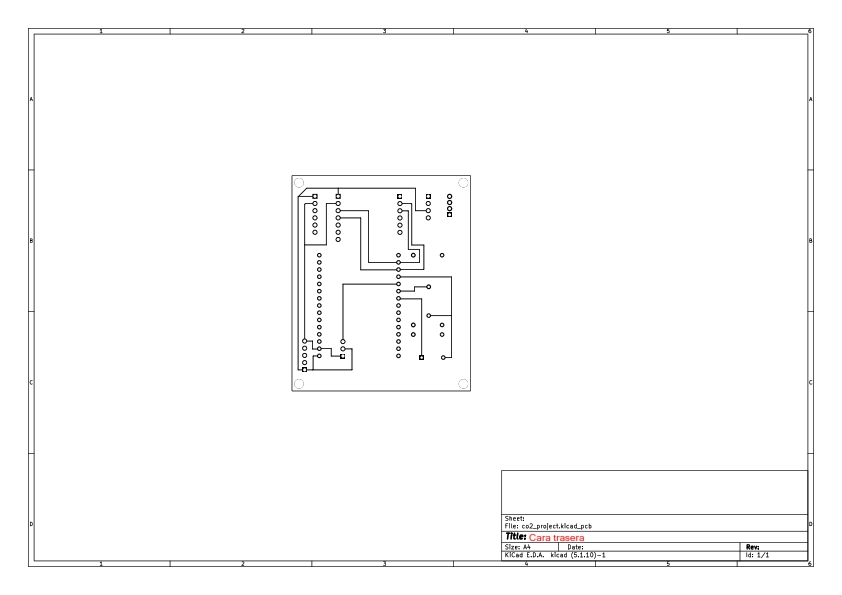 1 2 3 4 5 6
A A
B B
C C
D D
Sheet:
File: co2_project.kicad_pcb
Title: Cara trasera
Size: A4 Date: Rev:
KiCad E.D.A. kicad (5.1.10)-1 Id: 1/1
1 2 3 4 5 6